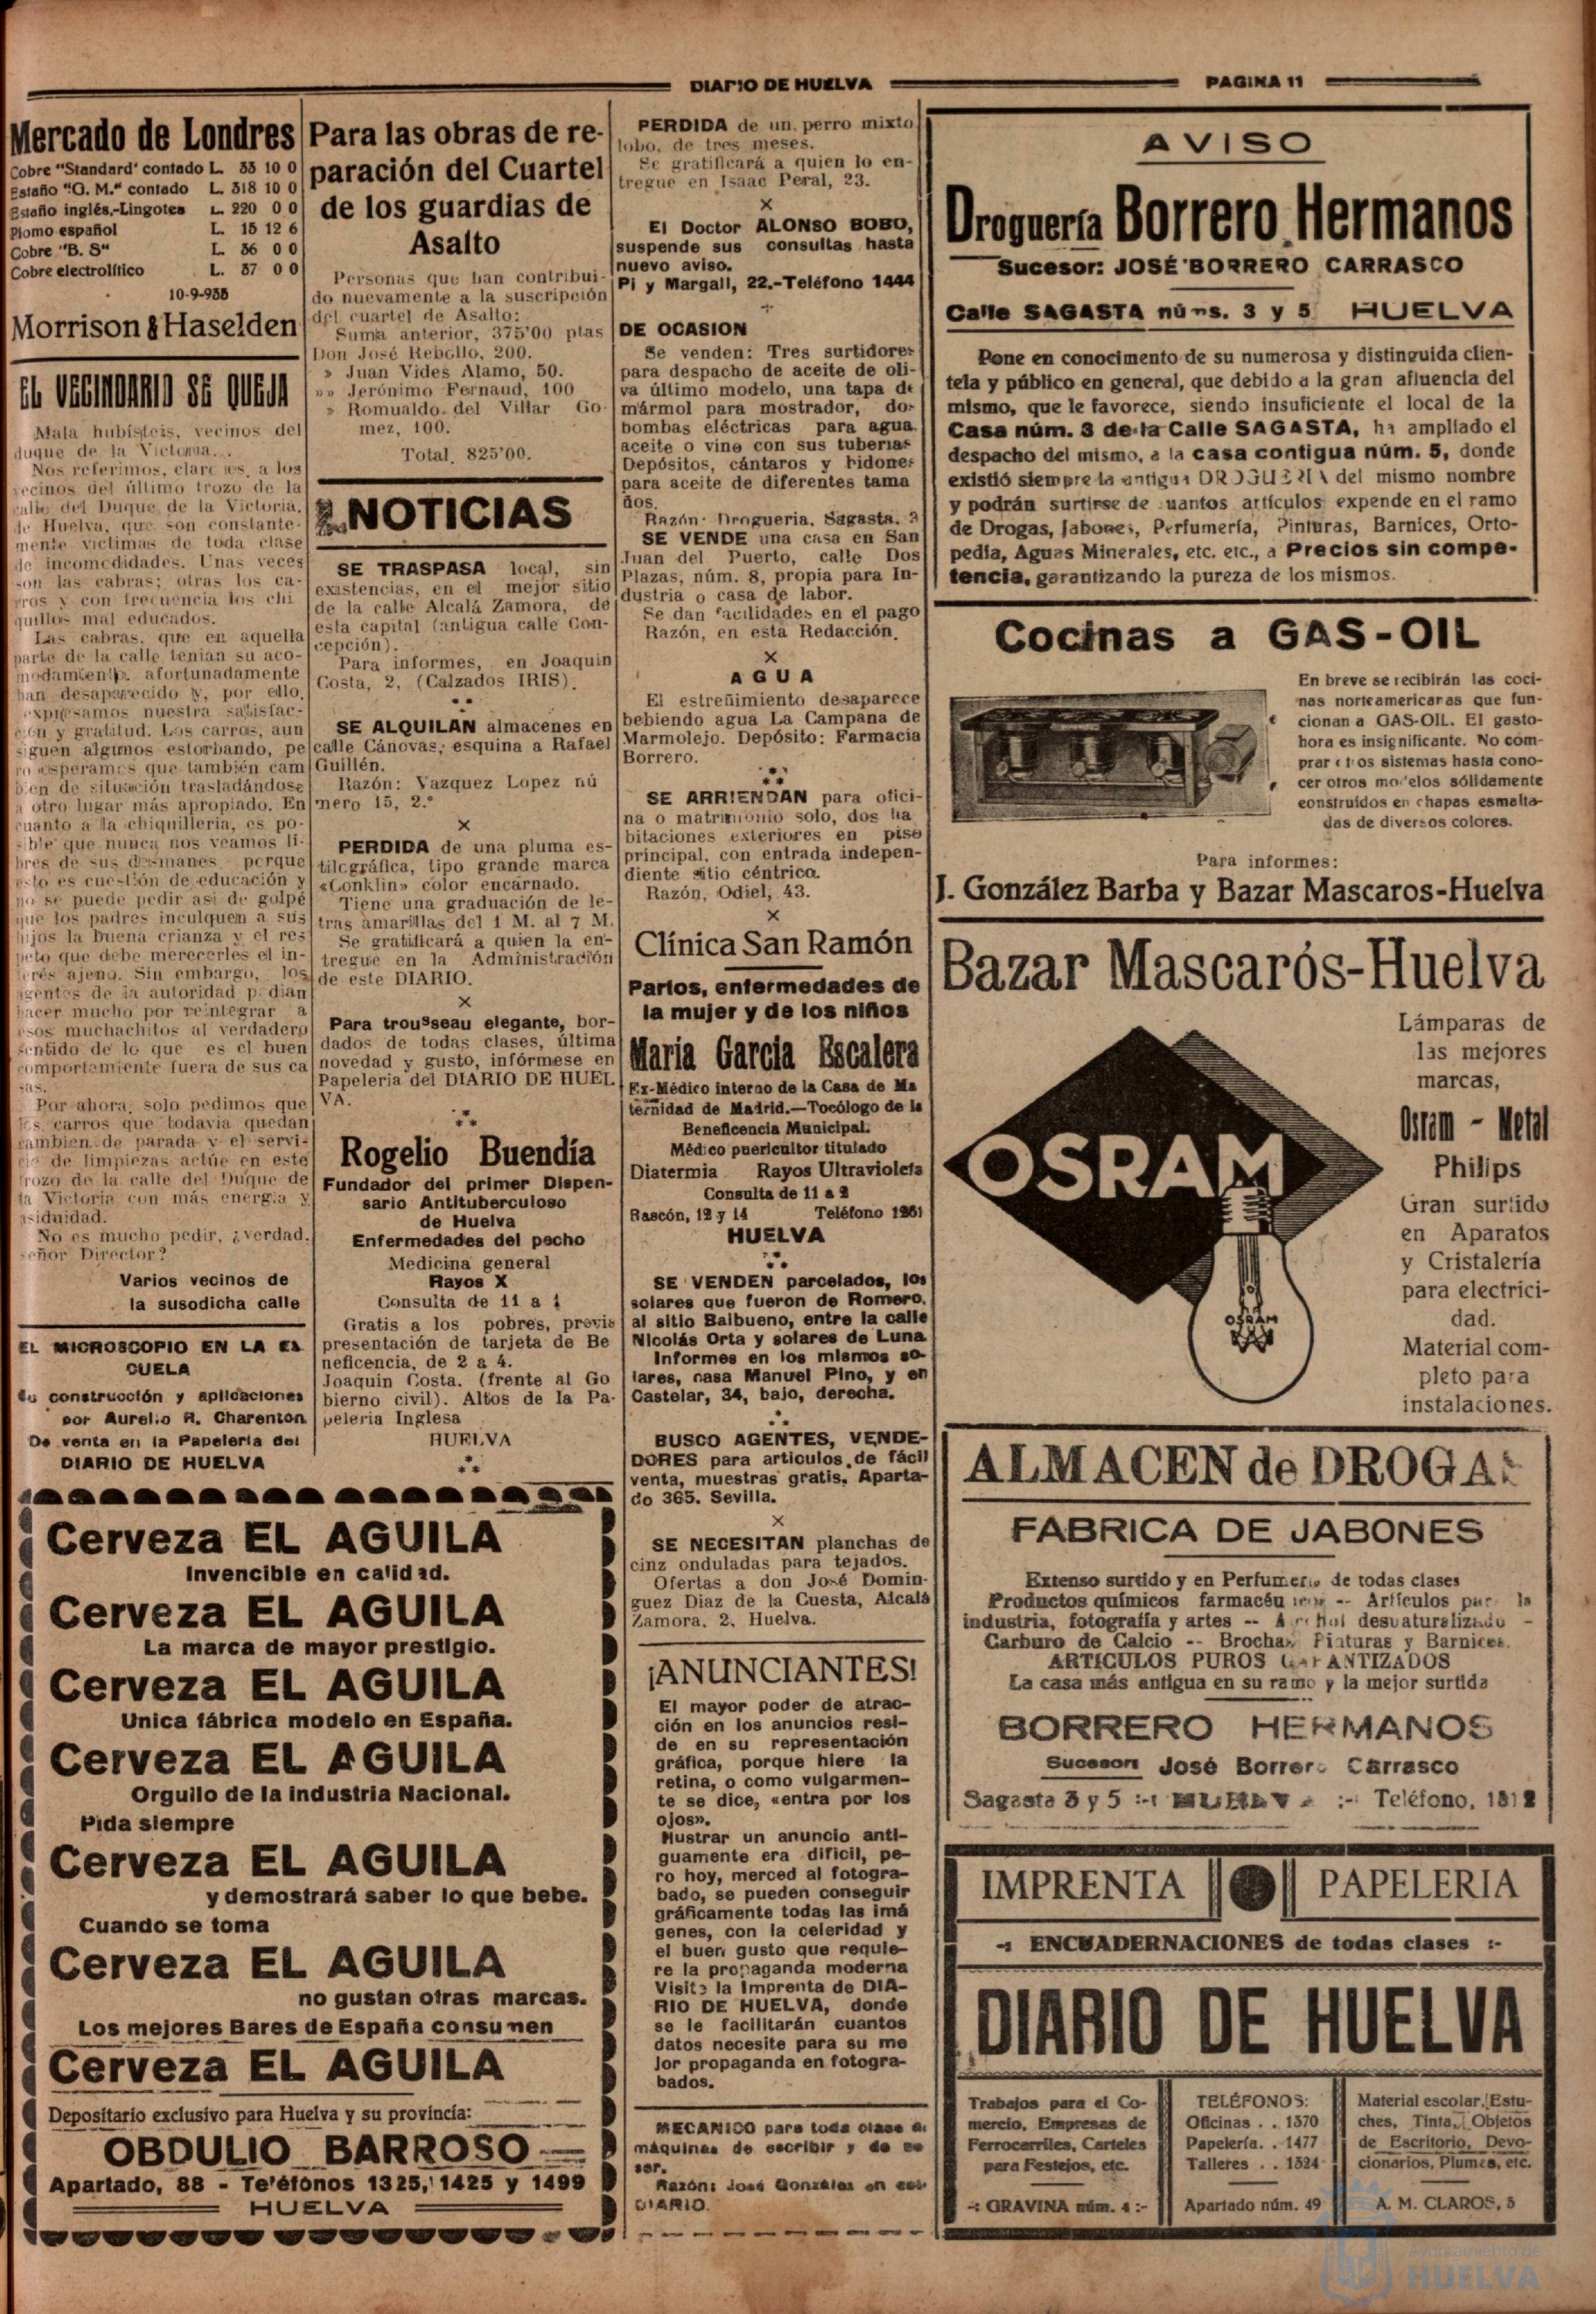 DIARIO DE HUELVA
PAGINA 11
Mercado de Londres
Cobre "Standard' contado L. 33 10 0
Estaño "G. M." contado L. 318 10 0
Estaño inglés,-Lingotes L. 220 0 0
Plomo español L. 15 12 6
Cobre "B. S" L. 36 0 0
Cobre electrolítico L. 37 0 0
10-9-935
Morrison & Haselden
EL VECINDARIO SE QUEJA
Mala hubísteis, vecinos del
duque de la Victoria...
Nos referimos, claro es, a los
vecinos del último trozo de la
calle del Duque de la Victoria,
de Huelva, que son constante-
mente víctimas de toda clase
de incomodidades. Unas veces
son las cabras; otras los ca-
rros y con frecuencia los chi
quillos mal educados.
Las cabras, que en aquella
parte de la calle tenían su aco-
modamiento, afortunadamente
han desaparecido y, por ello,
expresamos nuestra satisfac-
ción y gratitud. Los carros, aun
siguen algunos estorbando, pe
ro esperamos que también cam
bien de situación trasladándose
a otro lugar más apropiado. En
cuanto a la chiquillería, es po-
sible que nunca nos veamos li-
bres de sus desmanes, porque
esto es cuestión de educación y
no se puede pedir así de golpe
que los padres inculquem a sus
hijos la buena crianza y el res
peto que debe merecerles el in-
terés ajeno. Sin embargo, los
agentes de la autoridad podían
hacer mucho por reintegrar a
esos muchachitos al verdadero
sentido de lo que es el buen
comportamiento fuera de sus ca
sas.
Por ahora, solo pedimos que
los carros que todavía quedan
cambien de parada y el servi-
cio de limpiezas actúe en este
trozo de la calle del Duque de
la Victoria con más energía y
asiduidad.
No es mucho pedir, ¿verdad,
señor Director?
Varios vecinos de
la susodicha calle
EL MICROSCOPIO EN LA ES
CUELA
Su construcción y aplicaciones
por Aurelio R. Charenton
De venta en la Papelería del
DIARIO DE HUELVA
Para las obras de re-
paración del Cuartel
de los guardias de
Asalto
Personas que han contribui-
do nuevamente a la suscripción
del cuartel de Asalto:
Suma anterior, 375'00 ptas
Don José Rebollo, 200.
» Juan Vides Alamo, 50.
»» Jerónimo Fernaud, 100
» Romualdo del Villar Go-
mez, 100.
Total, 825'00.
NOTICIAS
SE TRASPASA local, sin
existencias, en el mejor sitio
de la calle Alcalá Zamora, de
esta capital (antigua calle Con-
cepción).
Para informes, en Joaquin
Costa, 2, (Calzados IRIS).
SE ALQUILAN almacenes en
calle Cánovas, esquina a Rafael
Guillén.
Razón: Vazquez Lopez nú
mero 15, 2.°
×
PERDIDA de una pluma es-
tilográfica, tipo grande marca
«Conklin» color encarnado.
Tiene una graduación de le-
tras amarillas del 1 M. al 7 M.
Se gratificará a quien la en-
tregue en la Administración
de este DIARIO.
×
Para trousseau elegante, bor-
dados de todas clases, última
novedad y gusto, infórmese en
Papeleria del DIARIO DE HUEL
VA.
Rogelio Buendía
Fundador del primer Dispen-
sario Antituberculoso
de Huelva
Enfermedades del pecho
Medicina general
Rayos X
Consulta de 11 a 1
Gratis a los pobres, previa
presentación de tarjeta de Be
neficencia, de 2 a 4.
Joaquin Costa. (frente al Go
bierno civil). Altos de la Pa-
peleria Inglesa
HUELVA
Cerveza EL AGUILA
Invencible en calidad.
Cerveza EL AGUILA
La marca de mayor prestigio.
Cerveza EL AGUILA
Unica fábrica modelo en España.
Cerveza EL AGUILA
Orgullo de la industria Nacional.
Pida siempre
Cerveza EL AGUILA
y demostrará saber lo que bebe.
Cuando se toma
Cerveza EL AGUILA
no gustan otras marcas.
Los mejores Bares de España consumen
Cerveza EL AGUILA
Depositario exclusivo para Huelva y su provincia:
OBDULIO BARROSO
Apartado, 88 - Teléfonos 1325, 1425 y 1499
HUELVA
PERDIDA de un perro mixto
lobo, de tres meses.
Se gratificará a quien lo en-
tregue en Isaac Peral, 23.
×
El Doctor ALONSO BOBO,
suspende sus consultas hasta
nuevo aviso.
Pi y Margall, 22.-Teléfono 1444
DE OCASION
Se venden: Tres surtidores
para despacho de aceite de oli-
va último modelo, una tapa de
mármol para mostrador, dos
bombas eléctricas para agua,
aceite o vino con sus tuberias
Depósitos, cántaros y bidones
para aceite de diferentes tama
ños.
Razón: Drogueria, Sagasta, 3
SE VENDE una casa en San
Juan del Puerto, calle Dos
Plazas, núm. 8, propia para In-
dustria o casa de labor.
Se dan facilidades en el pago
Razón, en esta Redacción.
×
AGUA
El estreñimiento desaparece
bebiendo agua La Campana de
Marmolejo. Depósito: Farmacia
Borrero.
SE ARRIENDAN para ofici-
na o matrimonio solo, dos ha
bitaciones exteriores en piso
principal, con entrada indepen-
diente sitio céntrico.
Razón, Odiel, 43.
×
Clínica San Ramón
Partos, enfermedades de
la mujer y de los niños
María García Escalera
Ex-Médico interno de la Casa de Ma
ternidad de Madrid.—Tocólogo de la
Beneficencia Municipal.
Médico puericultor titulado
Diatermia Rayos Ultravioleta
Consulta de 11 a 2
Rascón, 12 y 14 Teléfono 1261
HUELVA
SE VENDEN parcelados, los
solares que fueron de Romero,
al sitio Balbueno, entre la calle
Nicolás Orta y solares de Luna
Informes en los mismos so-
lares, casa Manuel Pino, y en
Castelar, 34, bajo, derecha.
BUSCO AGENTES, VENDE-
DORES para articulos de fácil
venta, muestras gratis, Aparta-
do 365. Sevilla.
×
SE NECESITAN planchas de
cinz onduladas para tejados.
Ofertas a don José Domin-
guez Diaz de la Cuesta, Alcalá
Zamora, 2, Huelva.
¡ANUNCIANTES!
El mayor poder de atrac-
ción en los anuncios resi-
de en su representación
gráfica, porque hiere la
retina, o como vulgarmen-
te se dice, «entra por los
ojos».
Ilustrar un anuncio anti-
guamente era dificil, pe-
ro hoy, merced al fotogra-
bado, se pueden conseguir
gráficamente todas las imá
genes, con la celeridad y
el buen gusto que requie-
re la propaganda moderna
Visite la Imprenta de DIA-
RIO DE HUELVA, donde
se le facilitarán cuantos
datos necesite para su me
jor propaganda en fotogra-
bados.
MECANICO para toda clase de
máquinas de escribir y de co
ser.
Razón: José González en este
DIARIO.
AVISO
Droguería Borrero Hermanos
Sucesor: JOSÉ BORRERO CARRASCO
Calle SAGASTA núms. 3 y 5 HUELVA
Pone en conocimento de su numerosa y distinguida clien-
tela y público en general, que debido a la gran afluencia del
mismo, que le favorece, siendo insuficiente el local de la
Casa núm. 3 de la Calle SAGASTA, ha ampliado el
despacho del mismo, a la casa contigua núm. 5, donde
existió siempre la antigua DROGUERIA del mismo nombre
y podrán surtirse de cuantos artículos expende en el ramo
de Drogas, Jabones, Perfumería, Pinturas, Barnices, Orto-
pedia, Aguas Minerales, etc. etc., a Precios sin compe-
tencia, garantizando la pureza de los mismos.
Cocinas a GAS-OIL
En breve se recibirán las coci-
nas norteamericaras que fun-
cionan a GAS-OIL. El gasto-
hora es insignificante. No com-
prar otros sistemas hasta cono-
cer otros modelos sólidamente
construídos en chapas esmalta-
das de diversos colores.
Para informes:
J. González Barba y Bazar Mascaros-Huelva
Bazar Mascarós-Huelva
Lámparas de
las mejores
marcas,
Osram - Metal
Philips
Gran surtido
en Aparatos
y Cristalería
para electrici-
dad.
Material com-
pleto para
instalaciones.
OSRAM
OSRAM
ALMACEN de DROGAS
FABRICA DE JABONES
Extenso surtido y en Perfumería de todas clases
Productos químicos farmacéu -- Artículos para la
industria, fotografía y artes -- Alcohol desnaturalizado -
Carburo de Calcio -- Brochas Pinturas y Barnices.
ARTICULOS PUROS GARANTIZADOS
La casa más antigua en su ramo y la mejor surtida
BORRERO HERMANOS
Sucesor: José Borrero Carrasco
Sagasta 3 y 5 :-: HUELVA :-: Teléfono, 1312
IMPRENTA PAPELERIA
-: ENCUADERNACIONES de todas clases :-
DIARIO DE HUELVA
Trabajos para el Co-
mercio, Empresas de
Ferrocarriles, Carteles
para Festejos, etc.
-: GRAVINA núm. 4 :-
TELÉFONOS:
Oficinas . . 1370
Papelería. . 1477
Talleres . . 1324
Apartado núm. 49
Material escolar, Estu-
ches, Tinta, Objetos
de Escritorio, Devo-
cionarios, Plumas, etc.
A. M. CLAROS, 5
Ayuntamiento de
HUELVA